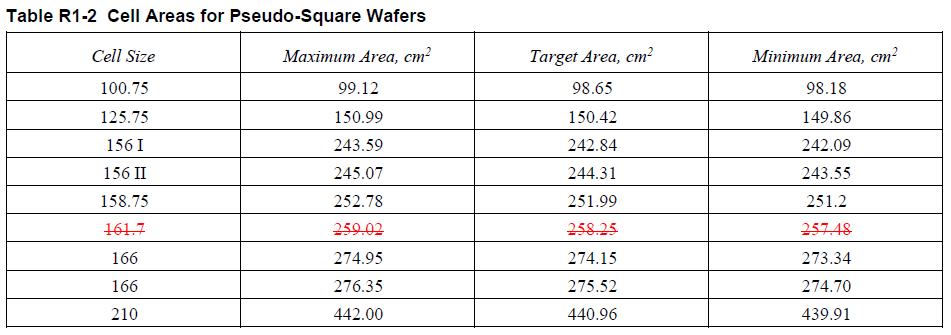 Table R1-2 Cell Areas for Pseudo-Square Wafers
Cell Size Maximum Area, cm² Target Area, cm² Minimum Area, cm²
100.75 99.12 98.65 98.18
125.75 150.99 150.42 149.86
156 I 243.59 242.84 242.09
156 II 245.07 244.31 243.55
158.75 252.78 251.99 251.2
161.7 259.02 258.25 257.48
166 274.95 274.15 273.34
166 276.35 275.52 274.70
210 442.00 440.96 439.91